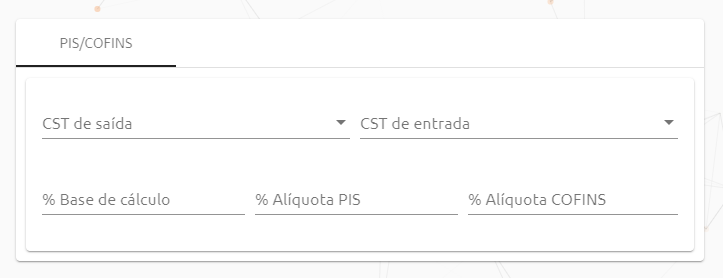 PIS/COFINS
CST de saída CST de entrada
% Base de cálculo % Alíquota PIS % Alíquota COFINS